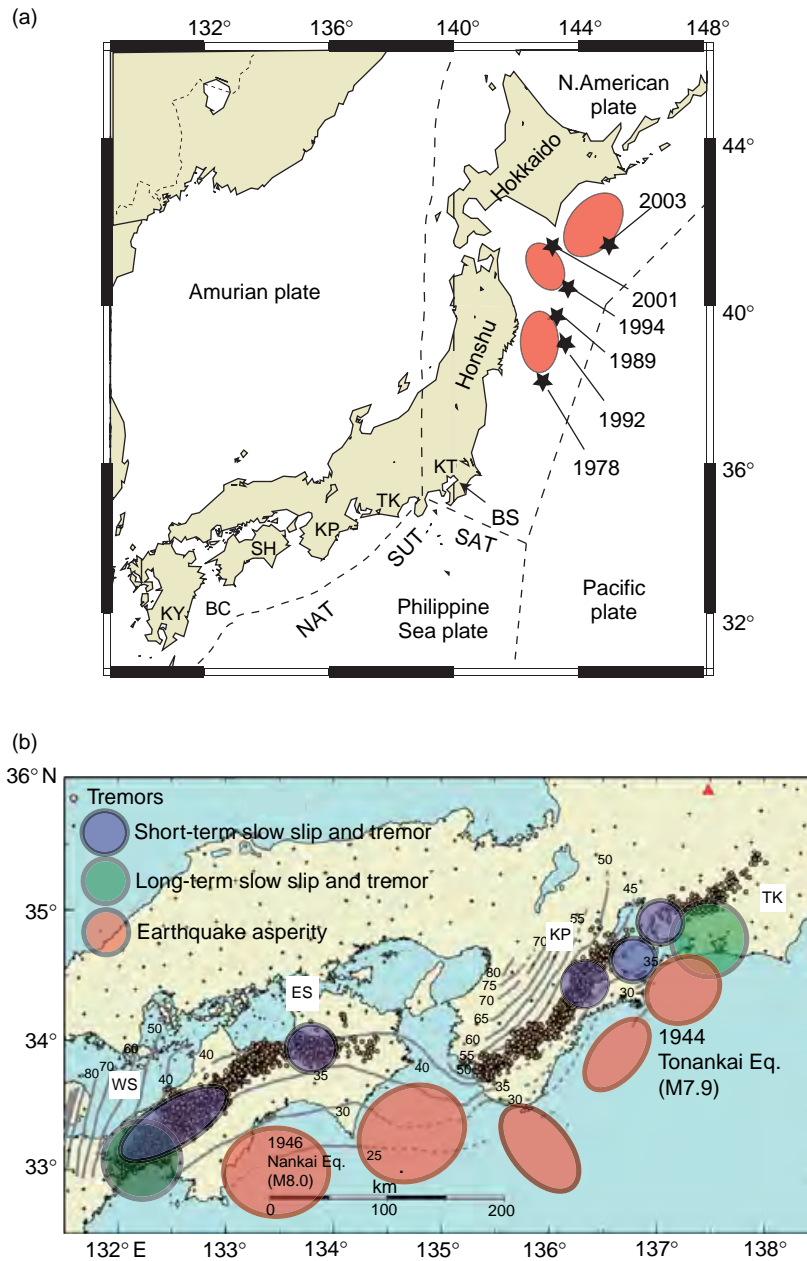 (a)
132° 136° 140° 144° 148°
N.American
plate
44°
Hokkaido
2003
Amurian plate
2001
40°
1994
Honshu
1989
1992
1978
36°
KT
TK
BS
KP
SUT
SAT
SH
KY
BC
NAT
Philippine
Sea plate
Pacific
plate
32°
(b)
36° N
Tremors
Short-term slow slip and tremor
Long-term slow slip and tremor
Earthquake asperity
50
45
35°
TK
KP
55
70
35
80
75
70
30
65
ES
34°
50
60
60
55
50
1944
Tonankai Eq.
(M7.9)
80
70
40
40
40
WS
35
35
30
30
1946
Nankai Eq.
(M8.0)
25
33°
km
0 100 200
132° E 133° 134° 135° 136° 137° 138°